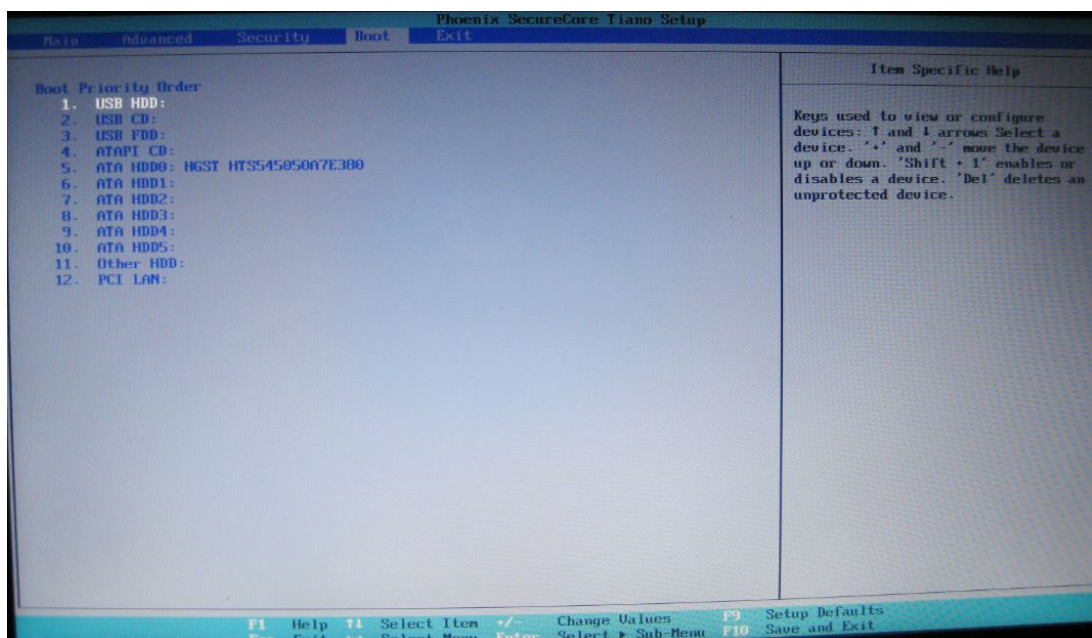 Phoenix SecureCore Tiano Setup
Main Advanced Security Boot Exit
Item Specific Help
Boot Priority Order
1. USB HDD:
2. USB CD:
3. USB FDD:
4. ATAPI CD:
5. ATA HDD0: HGST HTS545050A7E380
6. ATA HDD1:
7. ATA HDD2:
8. ATA HDD3:
9. ATA HDD4:
10. ATA HDD5:
11. Other HDD:
12. PCI LAN:
Keys used to view or configure
devices: ↑ and ↓ arrows Select a
device. '+' and '-' move the device
up or down. 'Shift + 1' enables or
disables a device. 'Del' deletes an
unprotected device.
F1 Help ↑↓ Select Item +/- Change Values F9 Setup Defaults
Exit Select Menu Enter Select ▶ Sub-Menu F10 Save and Exit